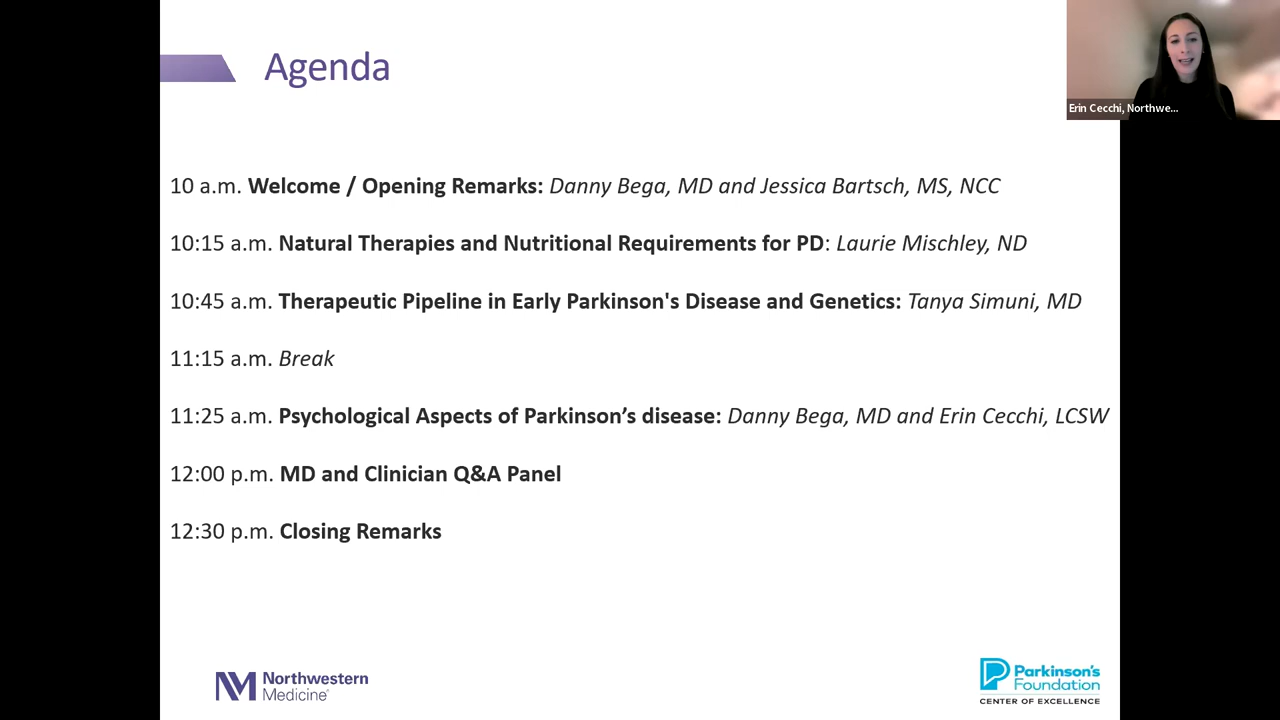 Agenda
Erin Cecchi, Northwe...
10 a.m. Welcome / Opening Remarks: Danny Bega, MD and Jessica Bartsch, MS, NCC
10:15 a.m. Natural Therapies and Nutritional Requirements for PD: Laurie Mischley, ND
10:45 a.m. Therapeutic Pipeline in Early Parkinson's Disease and Genetics: Tanya Simuni, MD
11:15 a.m. Break
11:25 a.m. Psychological Aspects of Parkinson’s disease: Danny Bega, MD and Erin Cecchi, LCSW
12:00 p.m. MD and Clinician Q&A Panel
12:30 p.m. Closing Remarks
NM Northwestern
Medicine®
Parkinson's
Foundation
CENTER OF EXCELLENCE